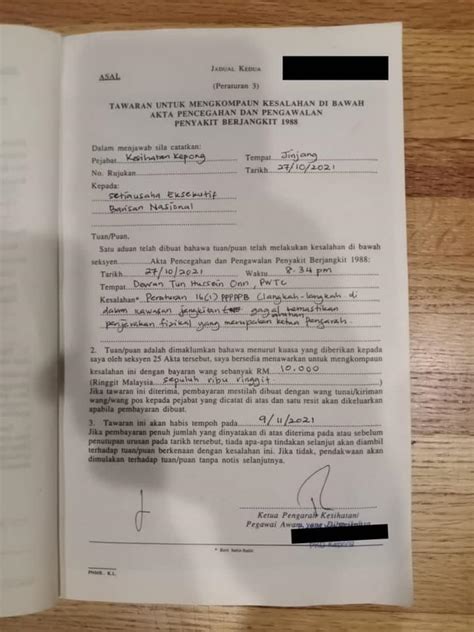 JADUAL KEDUA
ASAL
(Peraturan 3)
TAWARAN UNTUK MENGKOMPAUN KESALAHAN DI BAWAH
AKTA PENCEGAHAN DAN PENGAWALAN
PENYAKIT BERJANGKIT 1988
Dalam menjawab sila catatkan:
Pejabat Kesihatan Kepong Tempat Jinjang
No. Rujukan Tarikh 27/10/2021
Kepada:
Setiausaha Eksekutif
Barisan Nasional
Tuan/Puan,
Satu aduan telah dibuat bahawa tuan/puan telah melakukan kesalahan di bawah
seksyen Akta Pencegahan dan Pengawalan Penyakit Berjangkit 1988:
Tarikh 27/10/2021 Waktu 8.34 pm
Tempat Dewan Tun Hussein Onn, PWTC
Kesalahan* Peraturan 16(1) PPPPPB (langkah-langkah di
dalam kawasan jangkitan) gagal memastikan
penjarakan fizikal yang merupakan arahan Ketua Pengarah
2. Tuan/puan adalah dimaklumkan bahawa menurut kuasa yang diberikan kepada
saya oleh seksyen 25 Akta tersebut, saya bersedia menawarkan untuk mengkompaun
kesalahan ini dengan bayaran wang sebanyak RM 10,000
(Ringgit Malaysia sepuluh ribu ringgit)
Jika tawaran ini diterima, pembayaran mestilah dibuat dengan wang tunai/kiriman
wang/wang pos kepada pejabat yang dicatat di atas dan satu resit akan dikeluarkan
apabila pembayaran dibuat.
3. Tawaran ini akan habis tempoh pada 9/11/2021
Jika pembayaran penuh jumlah yang dinyatakan di atas diterima pada atau sebelum
penutupan urusan pada tarikh tersebut, tiada apa-apa tindakan selanjut akan diambil
terhadap tuan/puan berkenaan dengan kesalahan ini. Jika tidak, pendakwaan akan
dimulakan terhadap tuan/puan tanpa notis selanjutnya.
Ketua Pengarah Kesihatan/
Pegawai Awam yang
PKD Kepong
* Butir
PNMB. K.L.